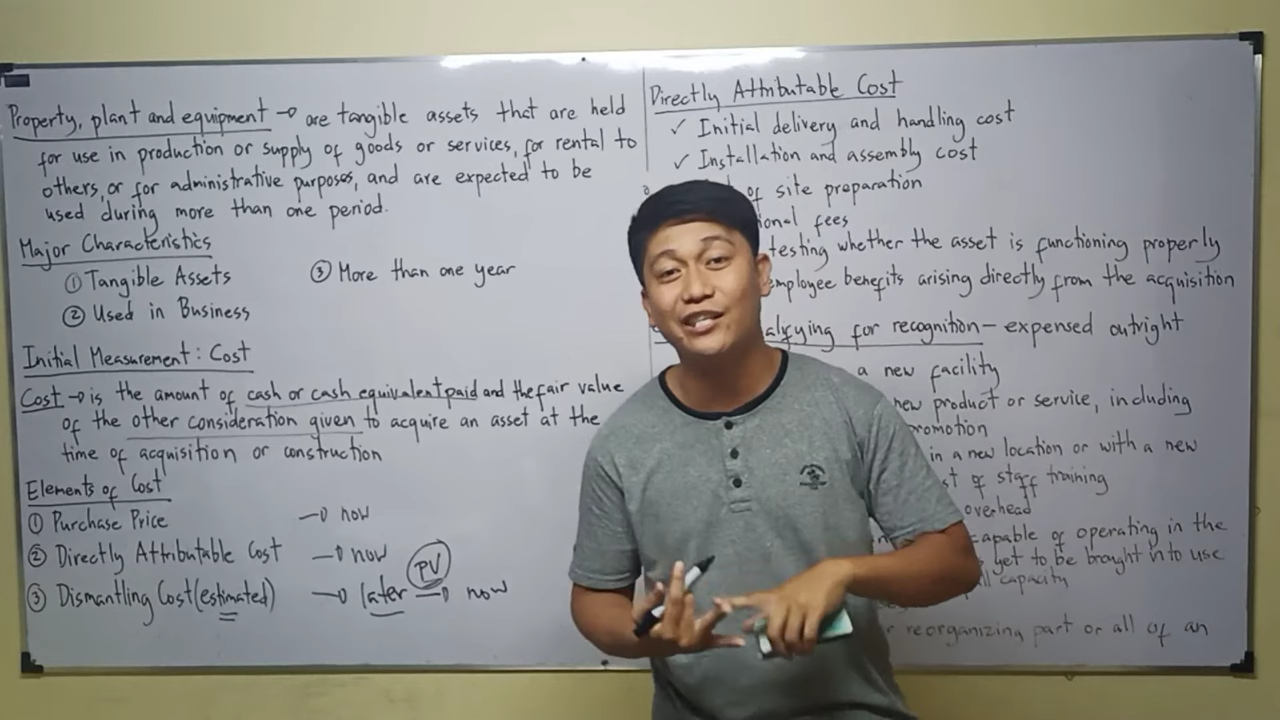 Property, plant and equipment → are tangible assets that are held
for use in production or supply of goods or services, for rental to
others, or for administrative purposes, and are expected to be
used during more than one period.
Major Characteristics
① Tangible Assets
③ More than one year
② Used in Business
Initial Measurement: Cost
Cost → is the amount of cash or cash equivalent paid and the fair value
of the other consideration given to acquire an asset at the
time of acquisition or construction
Elements of Cost
① Purchase Price → now
② Directly Attributable Cost → now
③ Dismantling Cost (estimated) → later → now
PV
Directly Attributable Cost
✓ Initial delivery and handling cost
✓ Installation and assembly cost
of site preparation
fees
testing whether the asset is functioning properly
benefits arising directly from the acquisition
for recognition – expensed outright
a new facility
new product or service, including
in a new location or with a new
of staff training
overhead
capable of operating in the
yet to be brought into use
capacity
reorganizing part or all of an